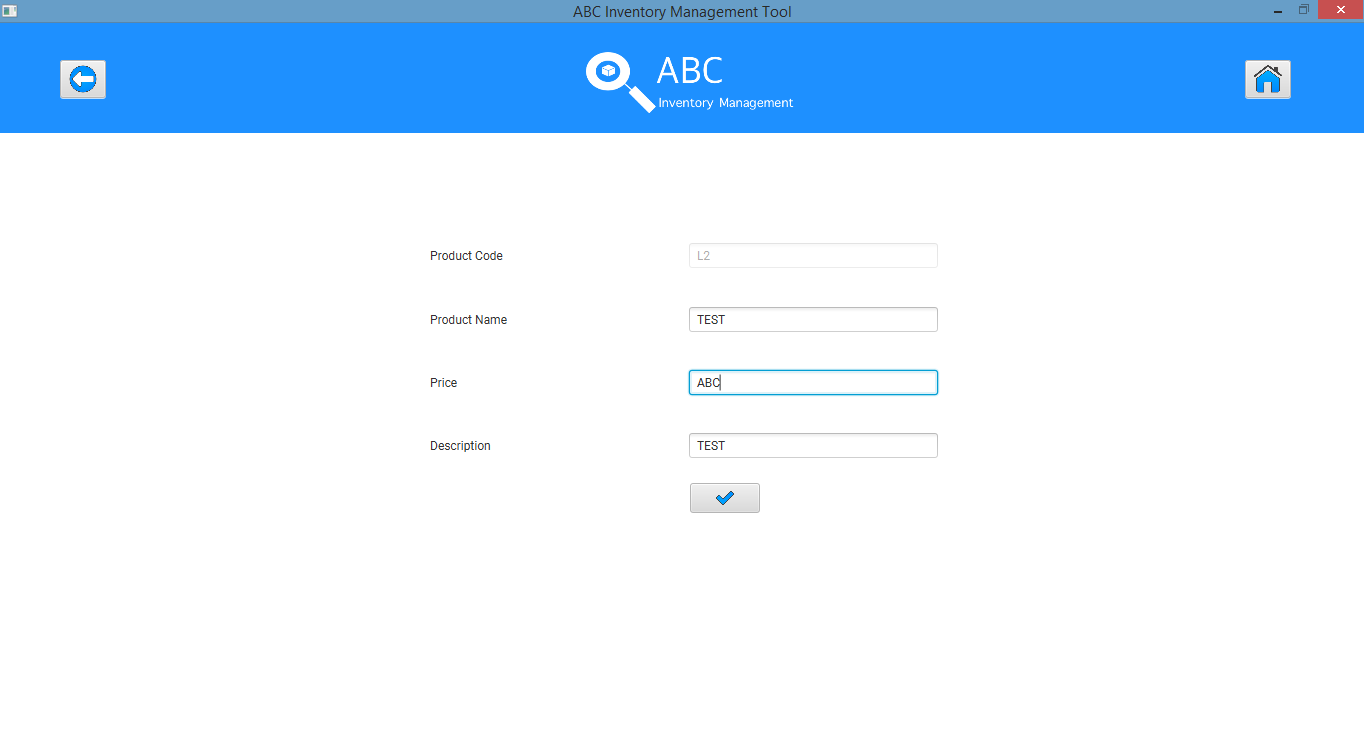 ABC Inventory Management Tool
ABC
Inventory Management
Product Code
L2
Product Name
TEST
Price
ABC
Description
TEST